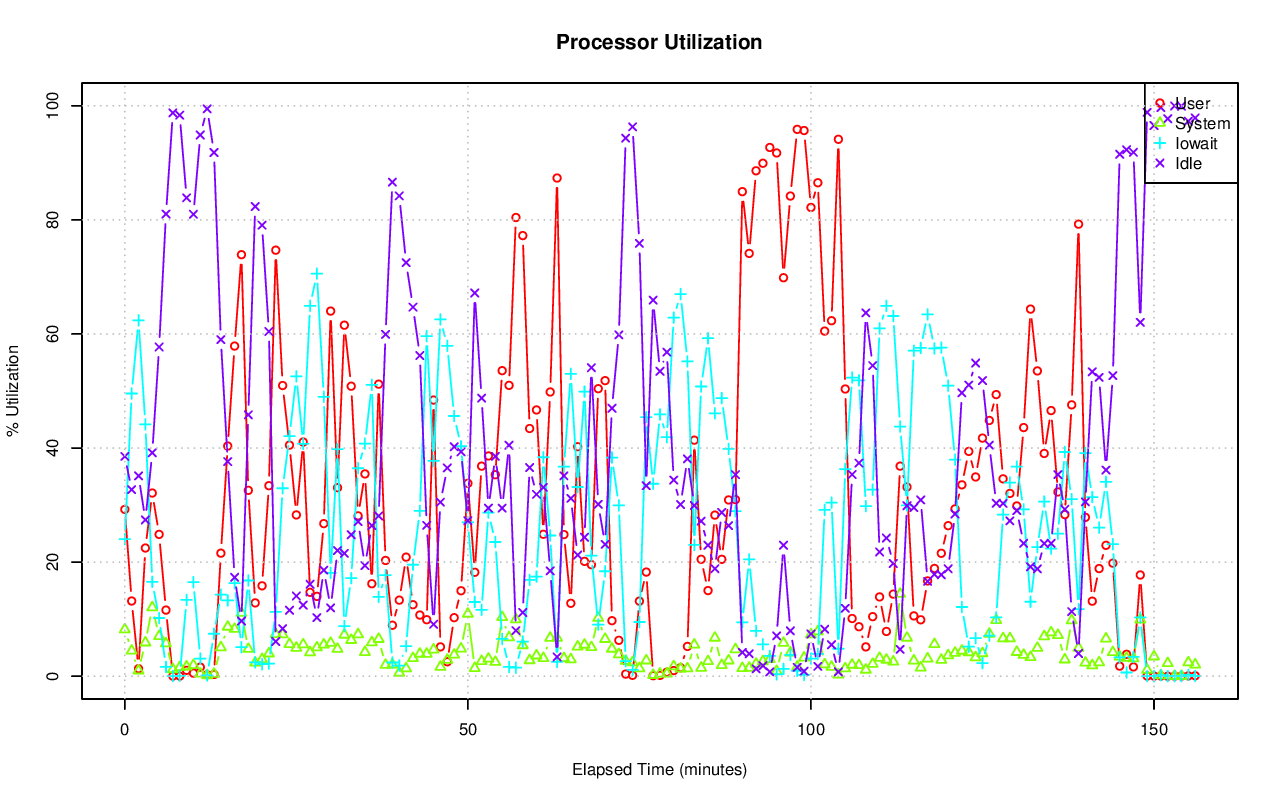 Processor Utilization
% Utilization
100
80
60
40
20
0
User
System
Iowait
Idle
0 50 100 150
Elapsed Time (minutes)